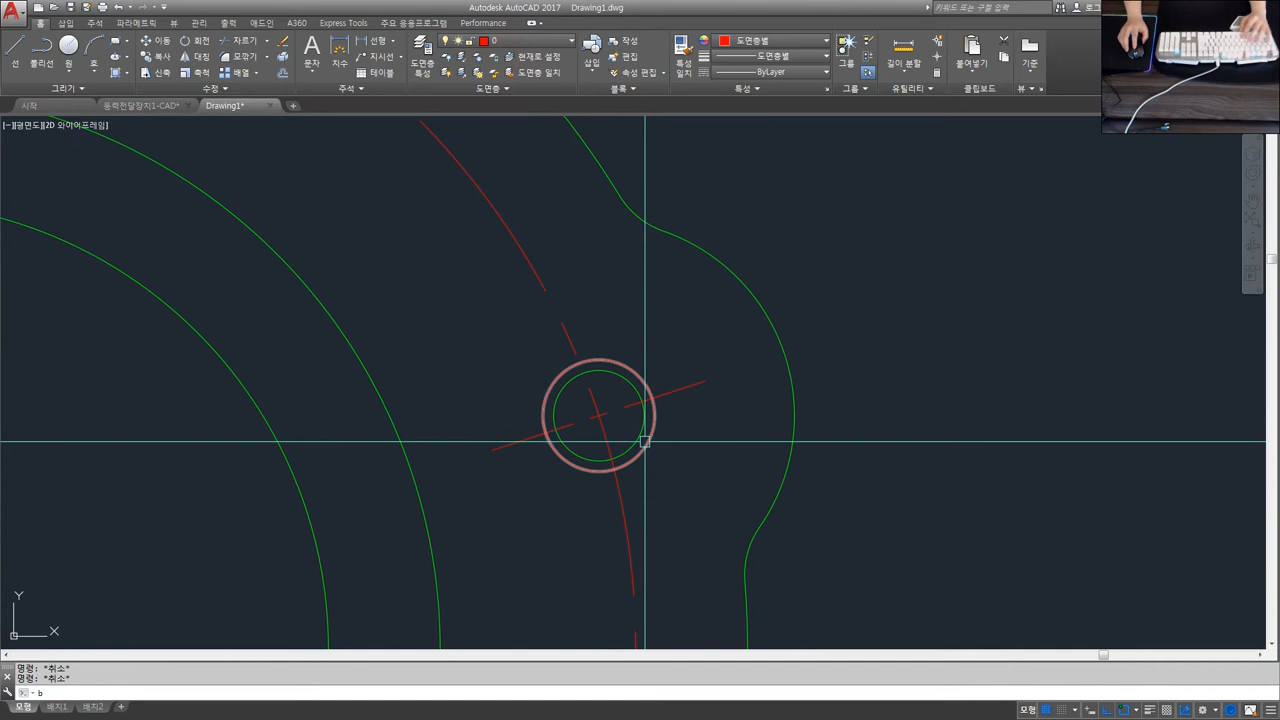 Autodesk AutoCAD 2017 Drawing1.dwg
키워드 또는 구절 입력
로그
홈 삽입 주석 파라메트릭 뷰 관리 출력 애드인 A360 Express Tools 주요 응용프로그램 Performance
선 폴리선 원 호
이동 회전 자르기
복사 대칭 모깎기
신축 축척 배열
문자 치수
선형
지시선
테이블
도면층 특성
0
현재 설정
도면층 일치
삽입
작성
편집
속성 편집
특성 일치
도면층별
도면층별
ByLayer
그룹
길이 분할
붙여넣기
기준
그리기 수정 주석 도면층 블록 특성 그룹 유틸리티 클립보드 뷰
시작 동력전달장치1-CAD* Drawing1*
[–][평면도][2D 와이어프레임]
Y
X
명령: *취소*
명령: *취소*
b
모형 배치1 배치2
모형